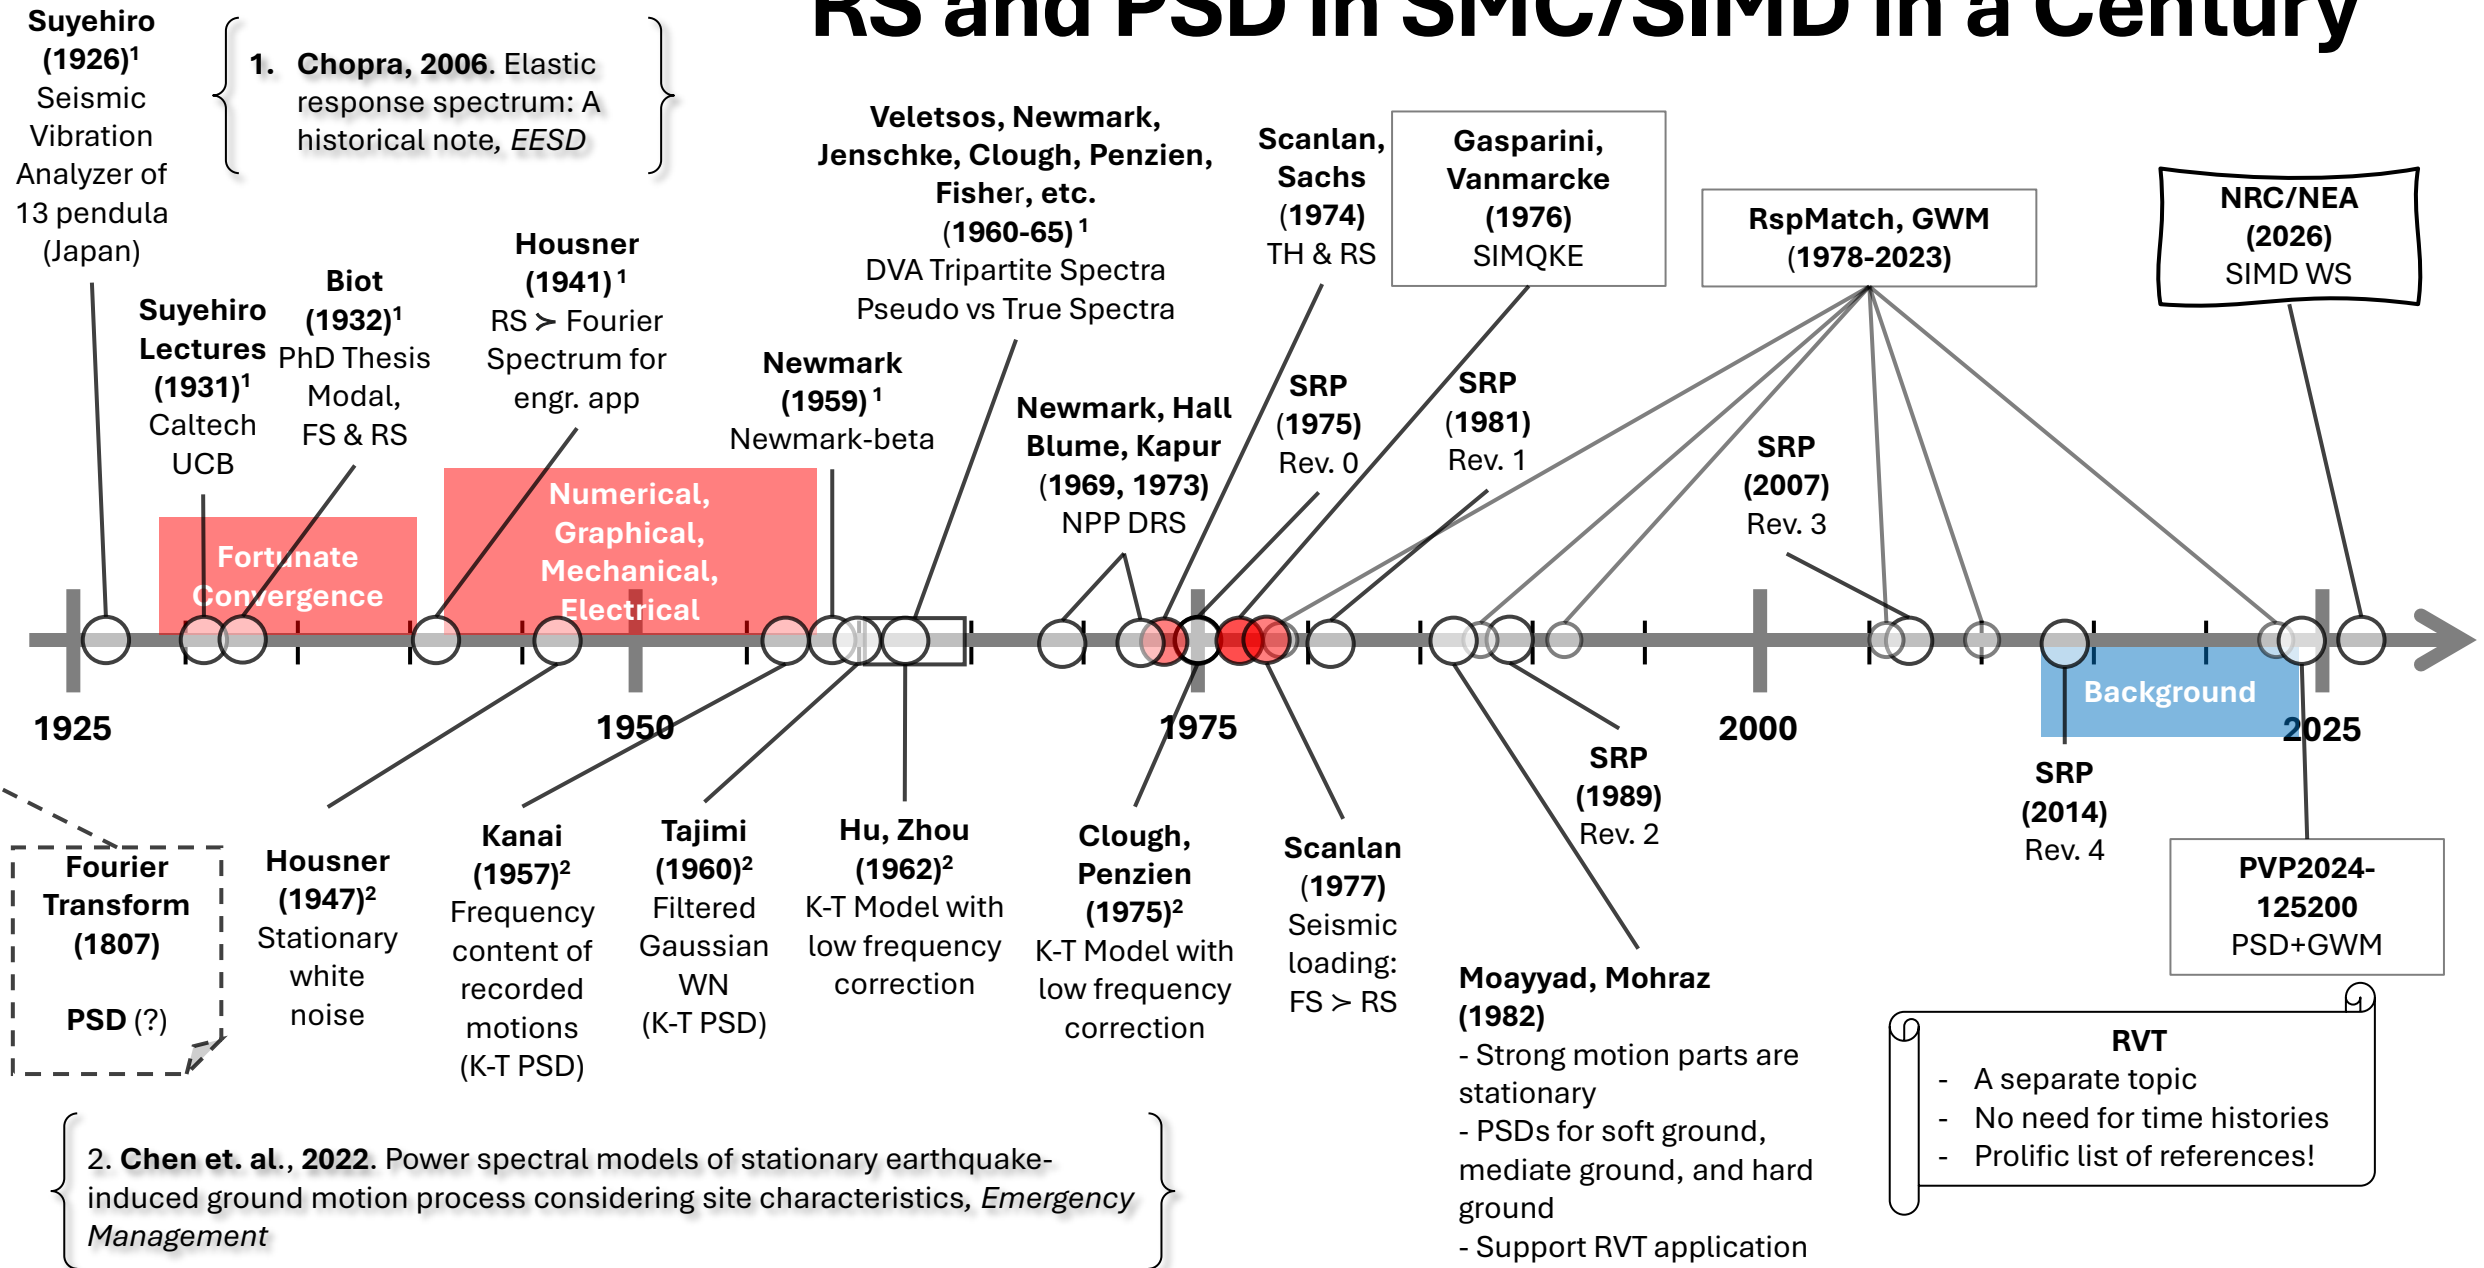 RS and PSD in SMC/SIMD in a Century
Suyehiro
(1926)¹
Seismic
Vibration
Analyzer of
13 pendula
(Japan)
1. Chopra, 2006. Elastic
response spectrum: A
historical note, EESD
Suyehiro
Lectures
(1931)¹
Caltech
UCB
Biot
(1932)¹
PhD Thesis
Modal,
FS & RS
Housner
(1941)¹
RS ≻ Fourier
Spectrum for
engr. app
Newmark
(1959)¹
Newmark-beta
Veletsos, Newmark,
Jenschke, Clough, Penzien,
Fisher, etc.
(1960-65)¹
DVA Tripartite Spectra
Pseudo vs True Spectra
Newmark, Hall
Blume, Kapur
(1969, 1973)
NPP DRS
Scanlan,
Sachs
(1974)
TH & RS
SRP
(1975)
Rev. 0
Gasparini,
Vanmarcke
(1976)
SIMQKE
SRP
(1981)
Rev. 1
RspMatch, GWM
(1978-2023)
SRP
(2007)
Rev. 3
NRC/NEA
(2026)
SIMD WS
Fortunate
Convergence
Numerical,
Graphical,
Mechanical,
Electrical
Background
1925
1950
1975
2000
2025
Fourier
Transform
(1807)
PSD (?)
Housner
(1947)²
Stationary
white
noise
Kanai
(1957)²
Frequency
content of
recorded
motions
(K-T PSD)
Tajimi
(1960)²
Filtered
Gaussian
WN
(K-T PSD)
Hu, Zhou
(1962)²
K-T Model with
low frequency
correction
Clough,
Penzien
(1975)²
K-T Model with
low frequency
correction
Scanlan
(1977)
Seismic
loading:
FS ≻ RS
Moayyad, Mohraz
(1982)
- Strong motion parts are
stationary
- PSDs for soft ground,
mediate ground, and hard
ground
- Support RVT application
SRP
(1989)
Rev. 2
SRP
(2014)
Rev. 4
PVP2024-
125200
PSD+GWM
RVT
- A separate topic
- No need for time histories
- Prolific list of references!
2. Chen et. al., 2022. Power spectral models of stationary earthquake-
induced ground motion process considering site characteristics, Emergency
Management